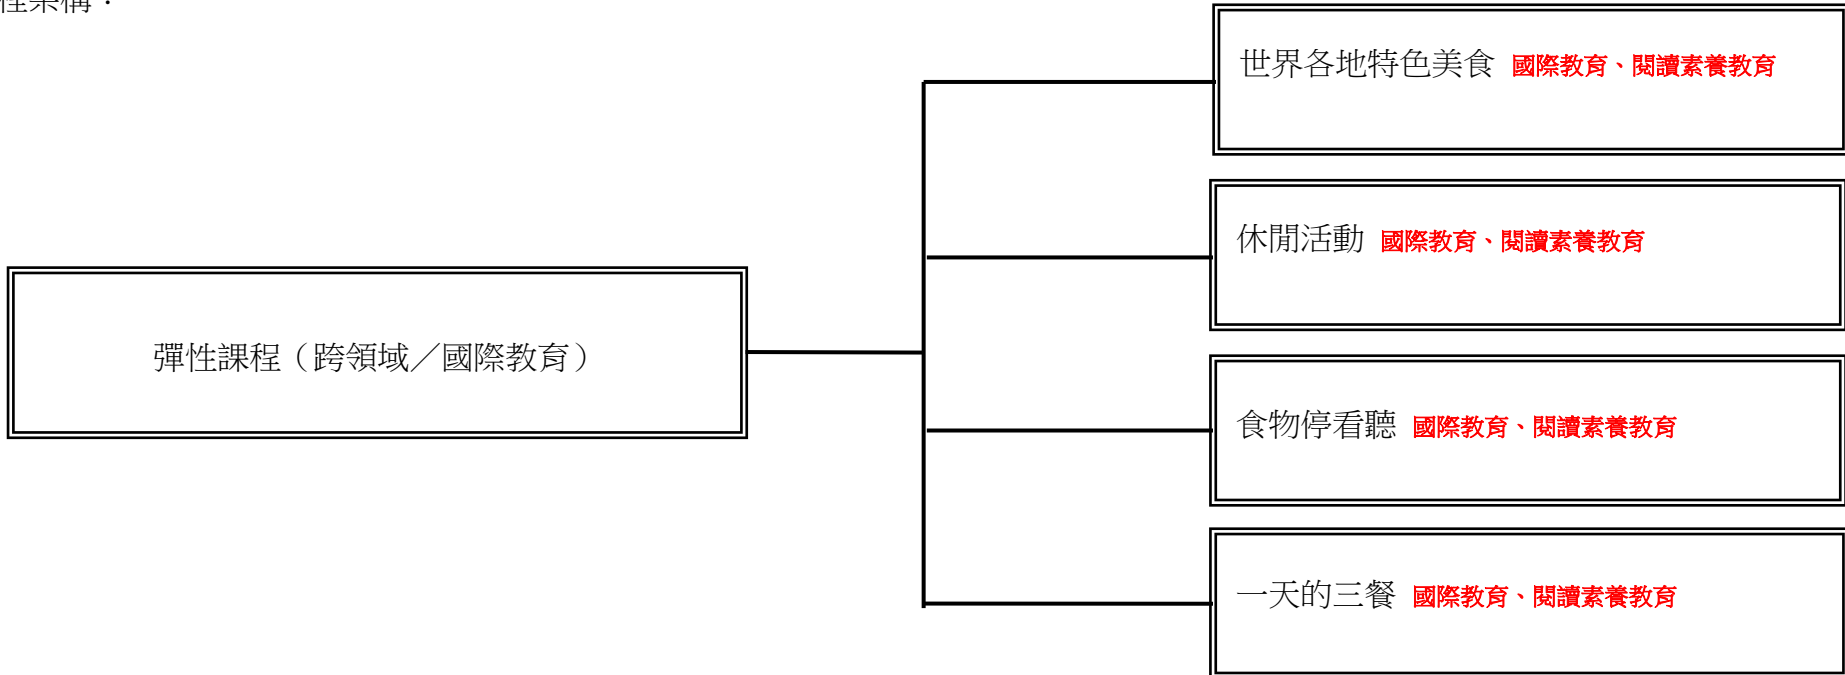 程架構：
世界各地特色美食 國際教育、閱讀素養教育
休閒活動 國際教育、閱讀素養教育
彈性課程（跨領域／國際教育）
食物停看聽 國際教育、閱讀素養教育
一天的三餐 國際教育、閱讀素養教育